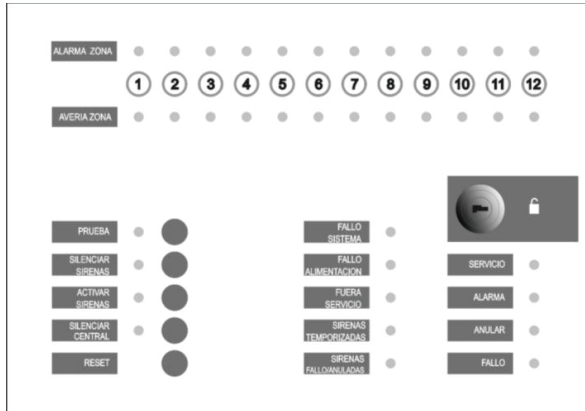 ALARMA ZONA
1 2 3 4 5 6 7 8 9 10 11 12
AVERIA ZONA
PRUEBA
SILENCIAR
SIRENAS
ACTIVAR
SIRENAS
SILENCIAR
CENTRAL
RESET
FALLO
SISTEMA
FALLO
ALIMENTACION
FUERA
SERVICIO
SIRENAS
TEMPORIZADAS
SIRENAS
FALLO/ANULADAS
SERVICIO
ALARMA
ANULAR
FALLO